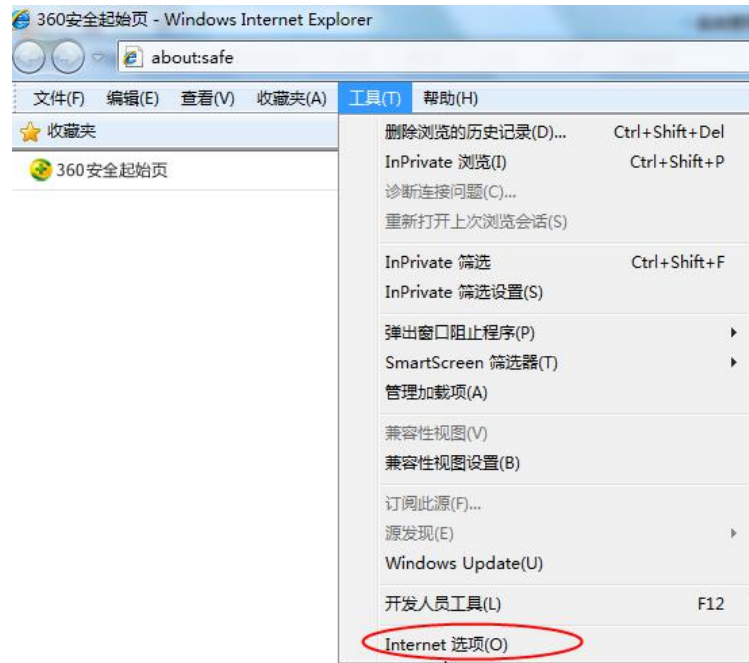 360安全起始页 - Windows Internet Explorer
about:safe
文件(F) 编辑(E) 查看(V) 收藏夹(A) 工具(T) 帮助(H)
收藏夹
360安全起始页
删除浏览的历史记录(D)... Ctrl+Shift+Del
InPrivate 浏览(I) Ctrl+Shift+P
诊断连接问题(C)...
重新打开上次浏览会话(S)
InPrivate 筛选 Ctrl+Shift+F
InPrivate 筛选设置(S)
弹出窗口阻止程序(P)
SmartScreen 筛选器(T)
管理加载项(A)
兼容性视图(V)
兼容性视图设置(B)
订阅此源(F)...
源发现(E)
Windows Update(U)
开发人员工具(L) F12
Internet 选项(O)